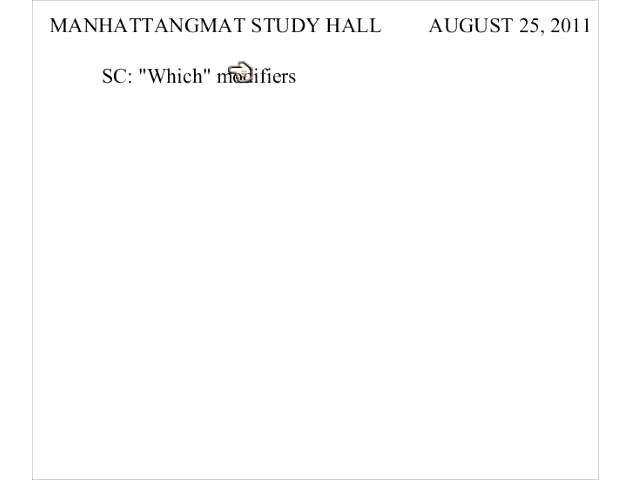 MANHATTANGMAT STUDY HALL AUGUST 25, 2011
SC: "Which" modifiers